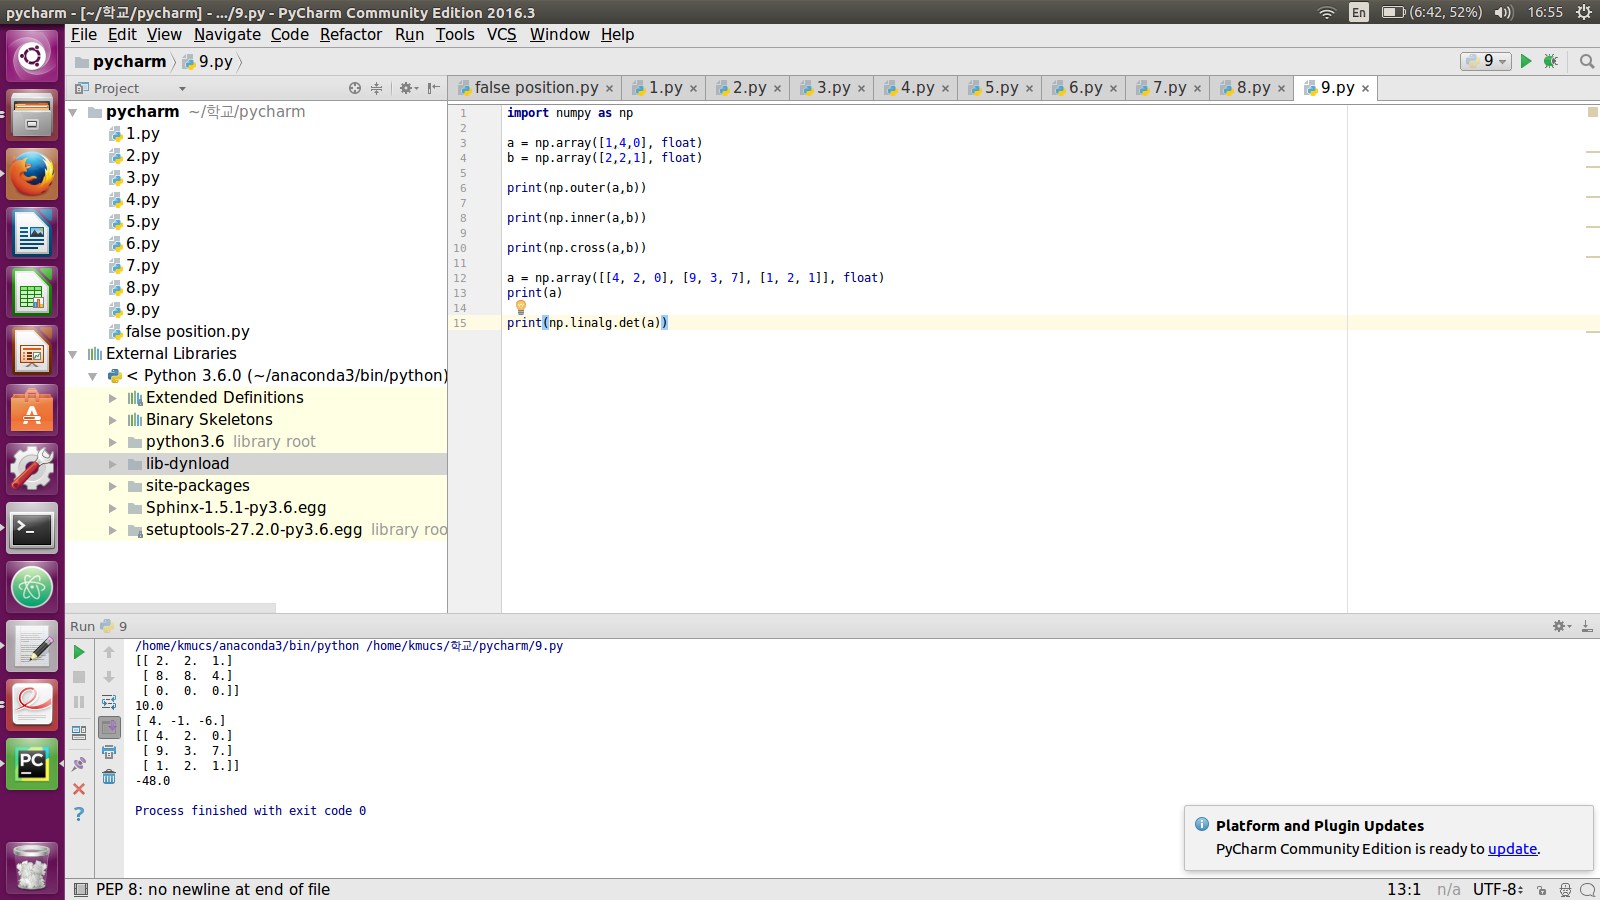 pycharm - [~/학교/pycharm] - .../9.py - PyCharm Community Edition 2016.3
En (6:42, 52%) 16:55
File Edit View Navigate Code Refactor Run Tools VCS Window Help
pycharm 9.py
9
Project
false position.py 1.py 2.py 3.py 4.py 5.py 6.py 7.py 8.py 9.py
pycharm ~/학교/pycharm
1.py
2.py
3.py
4.py
5.py
6.py
7.py
8.py
9.py
false position.py
External Libraries
< Python 3.6.0 (~/anaconda3/bin/python)
Extended Definitions
Binary Skeletons
python3.6 library root
lib-dynload
site-packages
Sphinx-1.5.1-py3.6.egg
setuptools-27.2.0-py3.6.egg library roo
1 import numpy as np
2
3 a = np.array([1,4,0], float)
4 b = np.array([2,2,1], float)
5
6 print(np.outer(a,b))
7
8 print(np.inner(a,b))
9
10 print(np.cross(a,b))
11
12 a = np.array([[4, 2, 0], [9, 3, 7], [1, 2, 1]], float)
13 print(a)
14
15 print(np.linalg.det(a))
Run 9
/home/kmucs/anaconda3/bin/python /home/kmucs/학교/pycharm/9.py
[[ 2.  2.  1.]
 [ 8.  8.  4.]
 [ 0.  0.  0.]]
10.0
[ 4. -1. -6.]
[[ 4.  2.  0.]
 [ 9.  3.  7.]
 [ 1.  2.  1.]]
-48.0
Process finished with exit code 0
Platform and Plugin Updates
PyCharm Community Edition is ready to update.
PC
PEP 8: no newline at end of file
13:1 n/a UTF-8